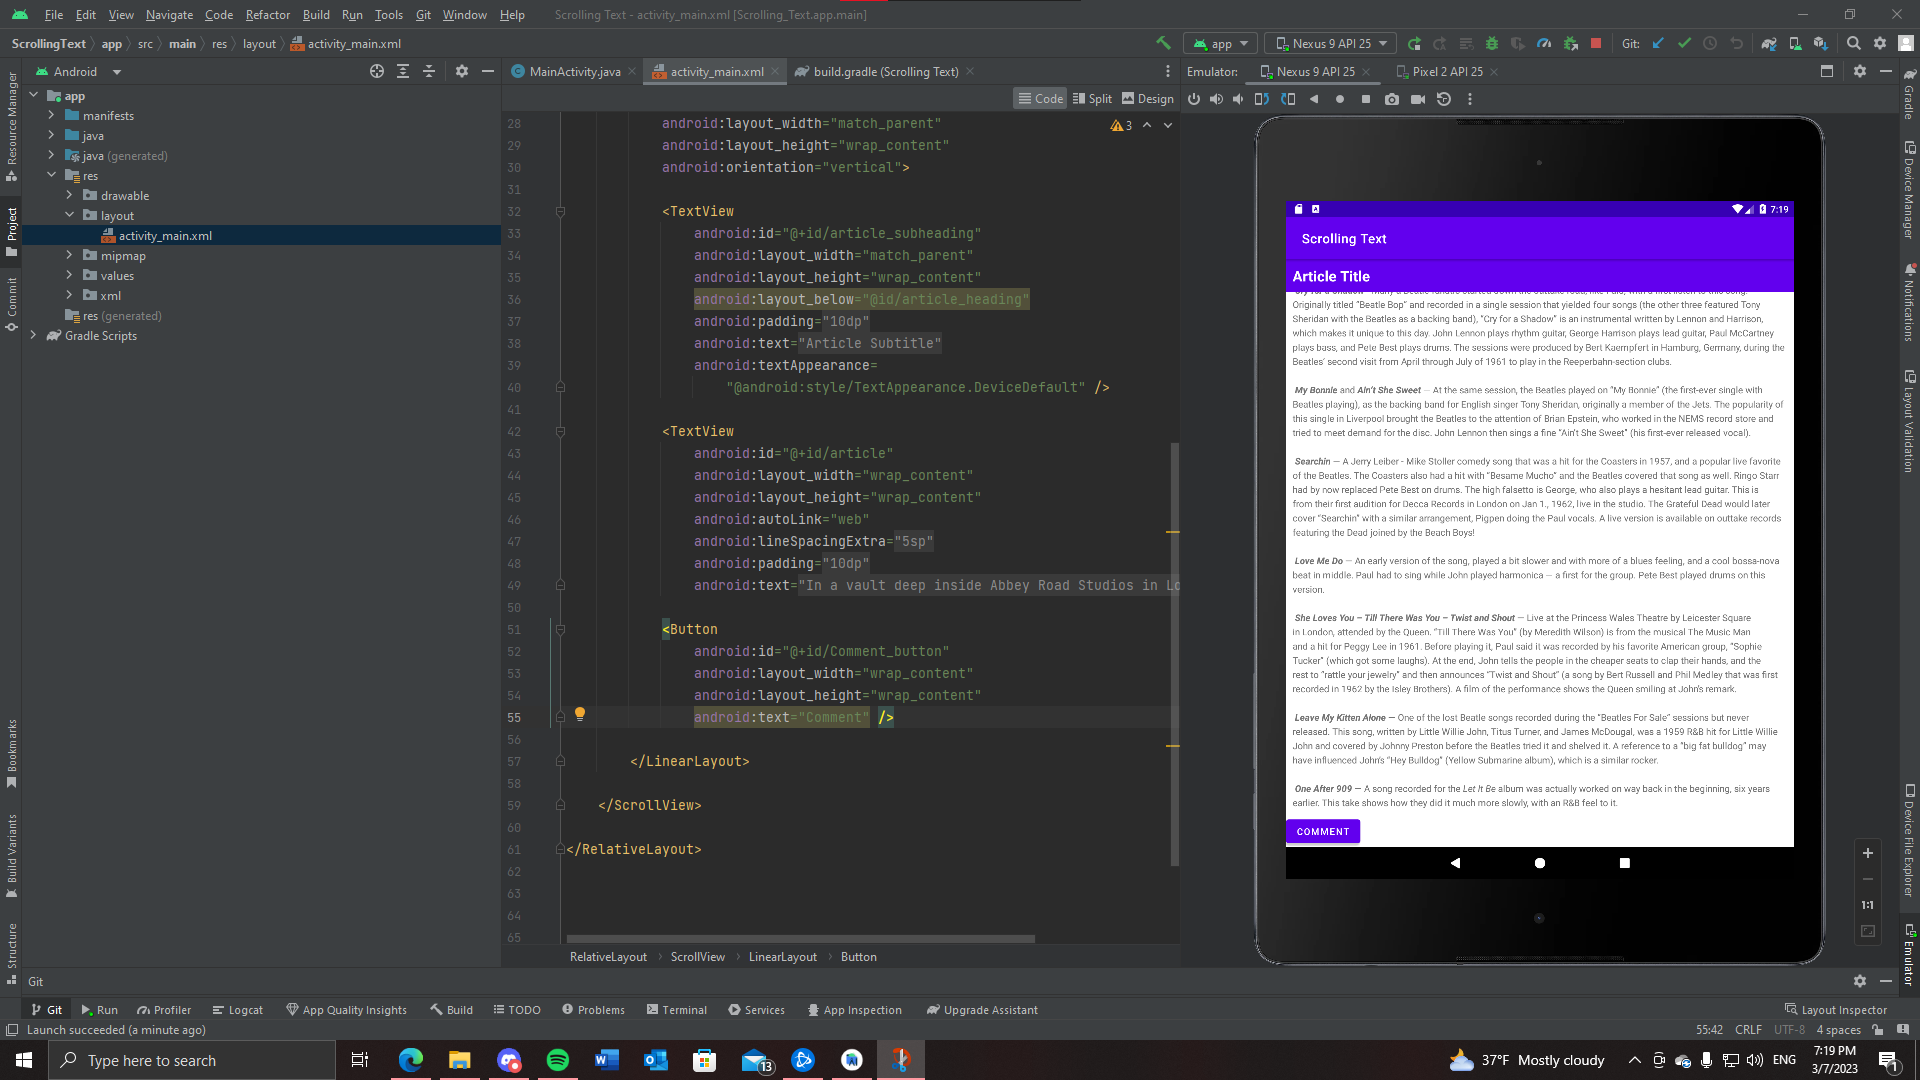 File Edit View Navigate Code Refactor Build Run Tools Git Window Help Scrolling Text - activity_main.xml [Scrolling_Text.app.main]
ScrollingText app src main res layout activity_main.xml app Nexus 9 API 25 Git:
Android MainActivity.java activity_main.xml build.gradle (Scrolling Text) Emulator: Nexus 9 API 25 Pixel 2 API 25
Code Split Design
Resource Manager
Project
Commit
Bookmarks
Build Variants
Structure
app
manifests
java
java (generated)
res
drawable
layout
activity_main.xml
mipmap
values
xml
res (generated)
Gradle Scripts
3
28 android:layout_width="match_parent"
29 android:layout_height="wrap_content"
30 android:orientation="vertical">
31
32 <TextView
33 android:id="@+id/article_subheading"
34 android:layout_width="match_parent"
35 android:layout_height="wrap_content"
36 android:layout_below="@id/article_heading"
37 android:padding="10dp"
38 android:text="Article Subtitle"
39 android:textAppearance=
40 "@android:style/TextAppearance.DeviceDefault" />
41
42 <TextView
43 android:id="@+id/article"
44 android:layout_width="wrap_content"
45 android:layout_height="wrap_content"
46 android:autoLink="web"
47 android:lineSpacingExtra="5sp"
48 android:padding="10dp"
49 android:text="In a vault deep inside Abbey Road Studios in Lo
50
51 <Button
52 android:id="@+id/Comment_button"
53 android:layout_width="wrap_content"
54 android:layout_height="wrap_content"
55 android:text="Comment" />
56
57 </LinearLayout>
58
59 </ScrollView>
60
61 </RelativeLayout>
62
63
64
65
RelativeLayout ScrollView LinearLayout Button
7:19
Scrolling Text
Article Title
Originally titled “Beatle Bop” and recorded in a single session that yielded four songs (the other three featured Tony
Sheridan with the Beatles as a backing band), “Cry for a Shadow” is an instrumental written by Lennon and Harrison,
which makes it unique to this day. John Lennon plays rhythm guitar, George Harrison plays lead guitar, Paul McCartney
plays bass, and Pete Best plays drums. The sessions were produced by Bert Kaempfert in Hamburg, Germany, during the
Beatles’ second visit from April through July of 1961 to play in the Reeperbahn-section clubs.
My Bonnie and Ain’t She Sweet — At the same session, the Beatles played on “My Bonnie” (the first-ever single with
Beatles playing), as the backing band for English singer Tony Sheridan, originally a member of the Jets. The popularity of
this single in Liverpool brought the Beatles to the attention of Brian Epstein, who worked in the NEMS record store and
tried to meet demand for the disc. John Lennon then sings a fine “Ain’t She Sweet” (his first-ever released vocal).
Searchin — A Jerry Leiber - Mike Stoller comedy song that was a hit for the Coasters in 1957, and a popular live favorite
of the Beatles. The Coasters also had a hit with “Besame Mucho” and the Beatles covered that song as well. Ringo Starr
had by now replaced Pete Best on drums. The high falsetto is George, who also plays a hesitant lead guitar. This is
from their first audition for Decca Records in London on Jan 1., 1962, live in the studio. The Grateful Dead would later
cover “Searchin” with a similar arrangement, Pigpen doing the Paul vocals. A live version is available on outtake records
featuring the Dead joined by the Beach Boys!
Love Me Do — An early version of the song, played a bit slower and with more of a blues feeling, and a cool bossa-nova
beat in middle. Paul had to sing while John played harmonica — a first for the group. Pete Best played drums on this
version.
She Loves You – Till There Was You – Twist and Shout — Live at the Princess Wales Theatre by Leicester Square
in London, attended by the Queen. “Till There Was You” (by Meredith Wilson) is from the musical The Music Man
and a hit for Peggy Lee in 1961. Before playing it, Paul said it was recorded by his favorite American group, “Sophie
Tucker” (which got some laughs). At the end, John tells the people in the cheaper seats to clap their hands, and the
rest to “rattle your jewelry” and then announces “Twist and Shout” (a song by Bert Russell and Phil Medley that was first
recorded in 1962 by the Isley Brothers). A film of the performance shows the Queen smiling at John’s remark.
Leave My Kitten Alone — One of the lost Beatle songs recorded during the “Beatles For Sale” sessions but never
released. This song, written by Little Willie John, Titus Turner, and James McDougal, was a 1959 R&B hit for Little Willie
John and covered by Johnny Preston before the Beatles tried it and shelved it. A reference to a “big fat bulldog” may
have influenced John’s “Hey Bulldog” (Yellow Submarine album), which is a similar rocker.
One After 909 — A song recorded for the Let It Be album was actually worked on way back in the beginning, six years
earlier. This take shows how they did it much more slowly, with an R&B feel to it.
COMMENT
1:1
Gradle
Device Manager
Notifications
Layout Validation
Device File Explorer
Emulator
Git
Git Run Profiler Logcat App Quality Insights Build TODO Problems Terminal Services App Inspection Upgrade Assistant Layout Inspector
Launch succeeded (a minute ago) 55:42 CRLF UTF-8 4 spaces
Type here to search 13 37°F Mostly cloudy ENG 7:19 PM
3/7/2023 1